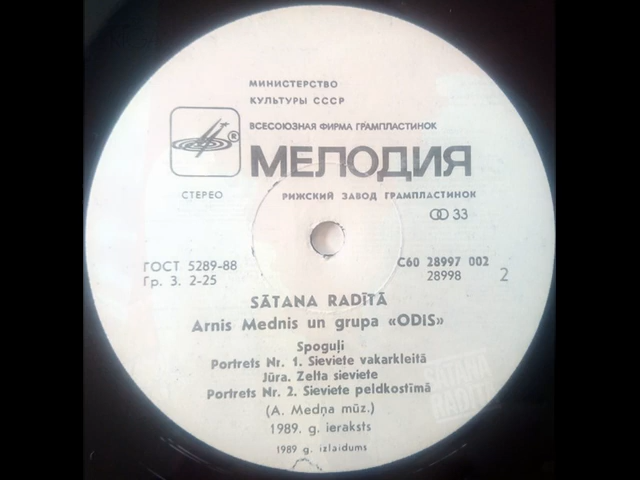 МИНИСТЕРСТВО
КУЛЬТУРЫ СССР
ВСЕСОЮЗНАЯ ФИРМА ГРАМПЛАСТИНОК
®
МЕЛОДИЯ
СТЕРЕО
РИЖСКИЙ ЗАВОД ГРАМПЛАСТИНОК
33
ГОСТ 5289-88
Гр. 3. 2-25
С60 28997 002
28998
2
SĀTANA RADĪTĀ
Arnis Mednis un grupa «ODIS»
Spoguļi
Portrets Nr. 1. Sieviete vakarkleitā
Jūra. Zelta sieviete
Portrets Nr. 2. Sieviete peldkostīmā
(A. Medņa mūz.)
1989. g. ieraksts
1989 g. izlaidums